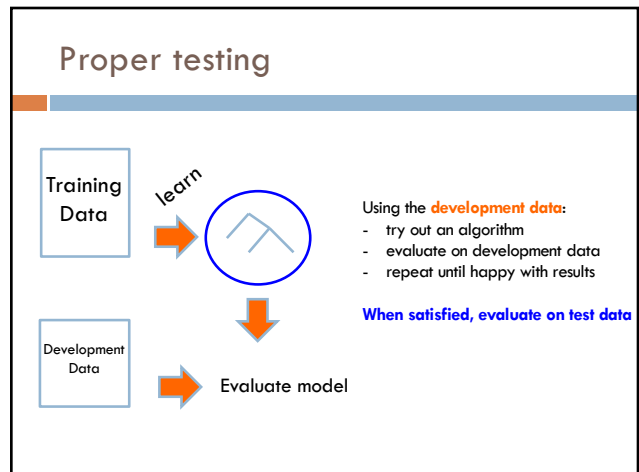 Proper testing
Training
Data
learn
Using the development data:
- try out an algorithm
- evaluate on development data
- repeat until happy with results
When satisfied, evaluate on test data
Development
Data
Evaluate model